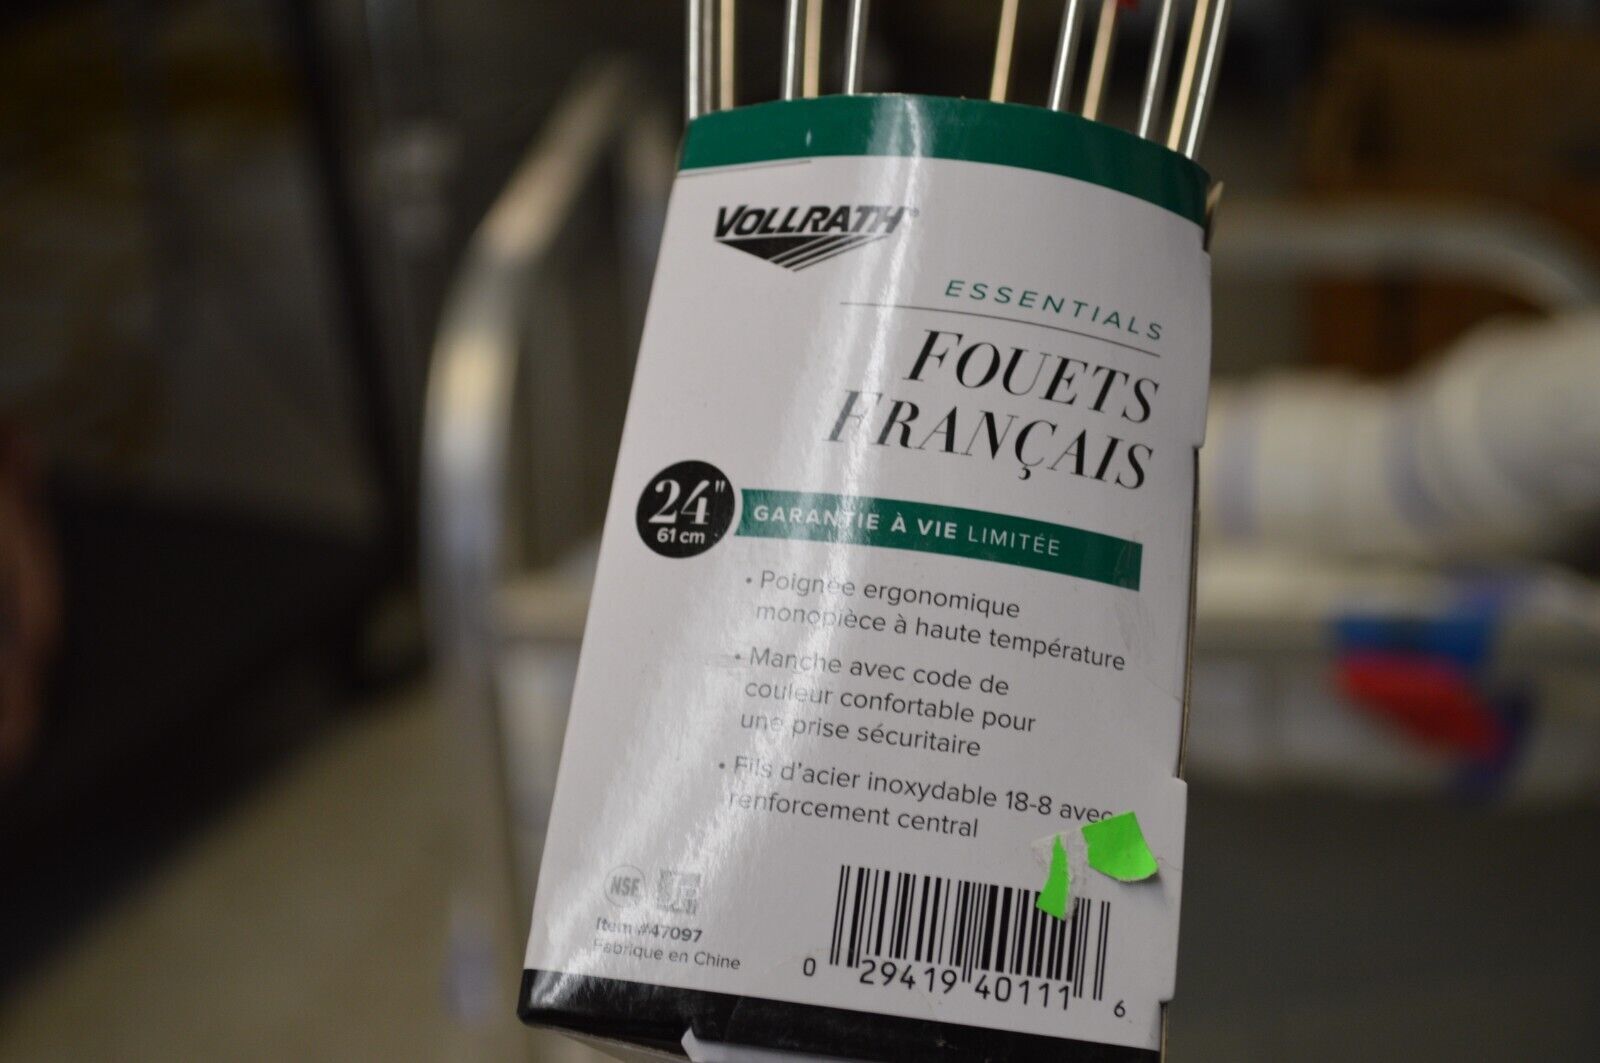 VOLLRATH
ESSENTIALS
FOUETS
FRANÇAIS
24"
61 cm
GARANTIE À VIE LIMITÉE
• Poignée ergonomique
monopièce à haute température
• Manche avec code de
couleur confortable pour
une prise sécuritaire
• Fils d'acier inoxydable 18-8 avec
renforcement central
NSF
Item #47097
Fabrique en Chine
0 29419 40111 6